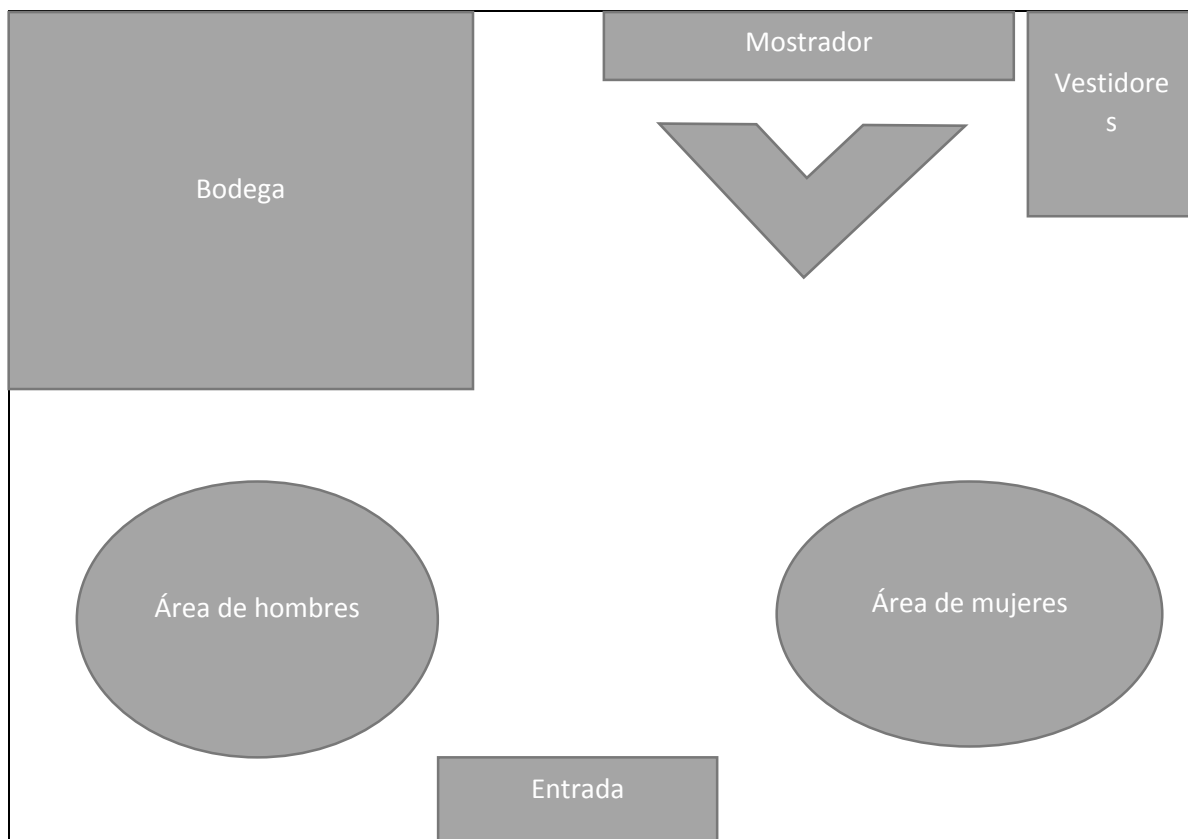 Mostrador
Vestidore
s
Bodega
Área de hombres
Área de mujeres
Entrada